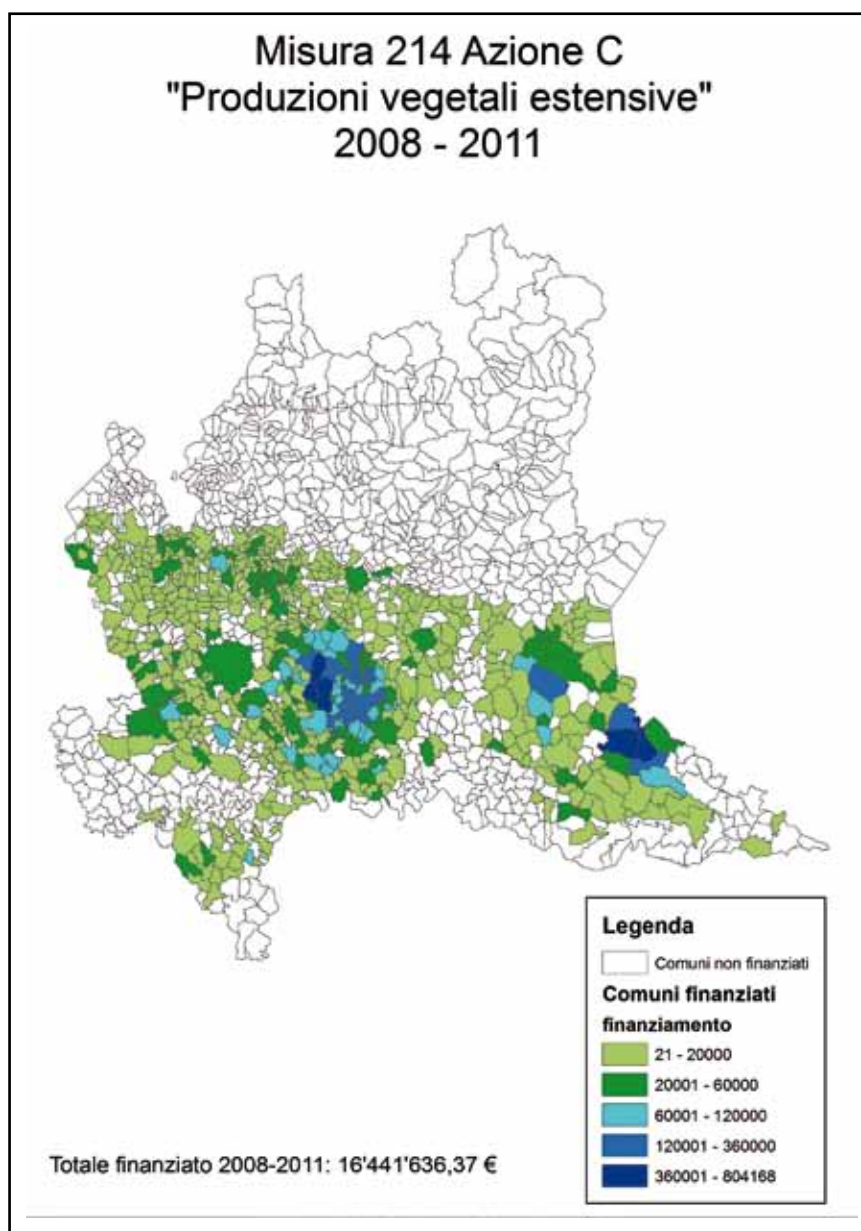 Misura 214 Azione C
"Produzioni vegetali estensive"
2008 - 2011
Totale finanziato 2008-2011: 16'441'636,37 €
Legenda
Comuni non finanziati
Comuni finanziati
finanziamento
21 - 20000
20001 - 60000
60001 - 120000
120001 - 360000
360001 - 804168